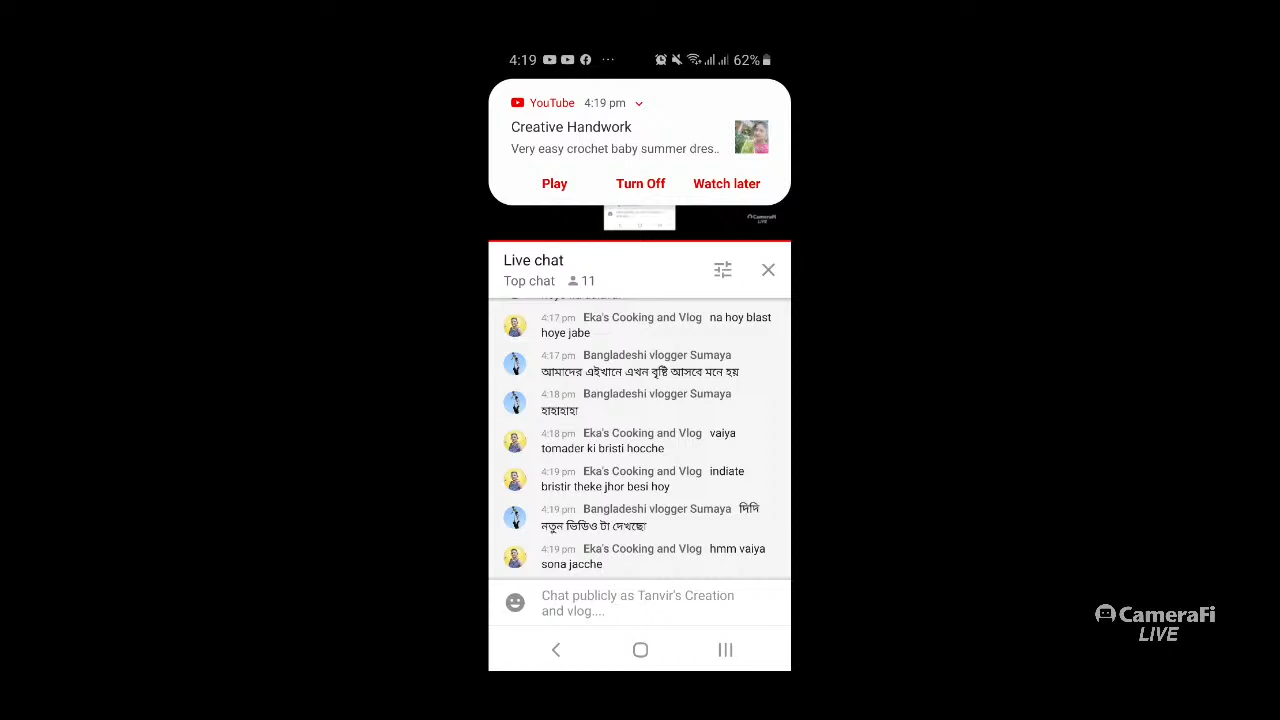 4:19 ... 62%
YouTube 4:19 pm
Creative Handwork
Very easy crochet baby summer dres..
Play Turn Off Watch later
CameraFi
LIVE
Live chat
Top chat 11
4:17 pm Eka's Cooking and Vlog na hoy blast
hoye jabe
4:17 pm Bangladeshi vlogger Sumaya
আমাদের এইখানে এখন বৃষ্টি আসবে মনে হয়
4:18 pm Bangladeshi vlogger Sumaya
হাহাহাহা
4:18 pm Eka's Cooking and Vlog vaiya
tomader ki bristi hocche
4:19 pm Eka's Cooking and Vlog indiate
bristir theke jhor besi hoy
4:19 pm Bangladeshi vlogger Sumaya দিদি
নতুন ভিডিও টা দেখছো
4:19 pm Eka's Cooking and Vlog hmm vaiya
sona jacche
Chat publicly as Tanvir's Creation
and vlog....
CameraFi
LIVE